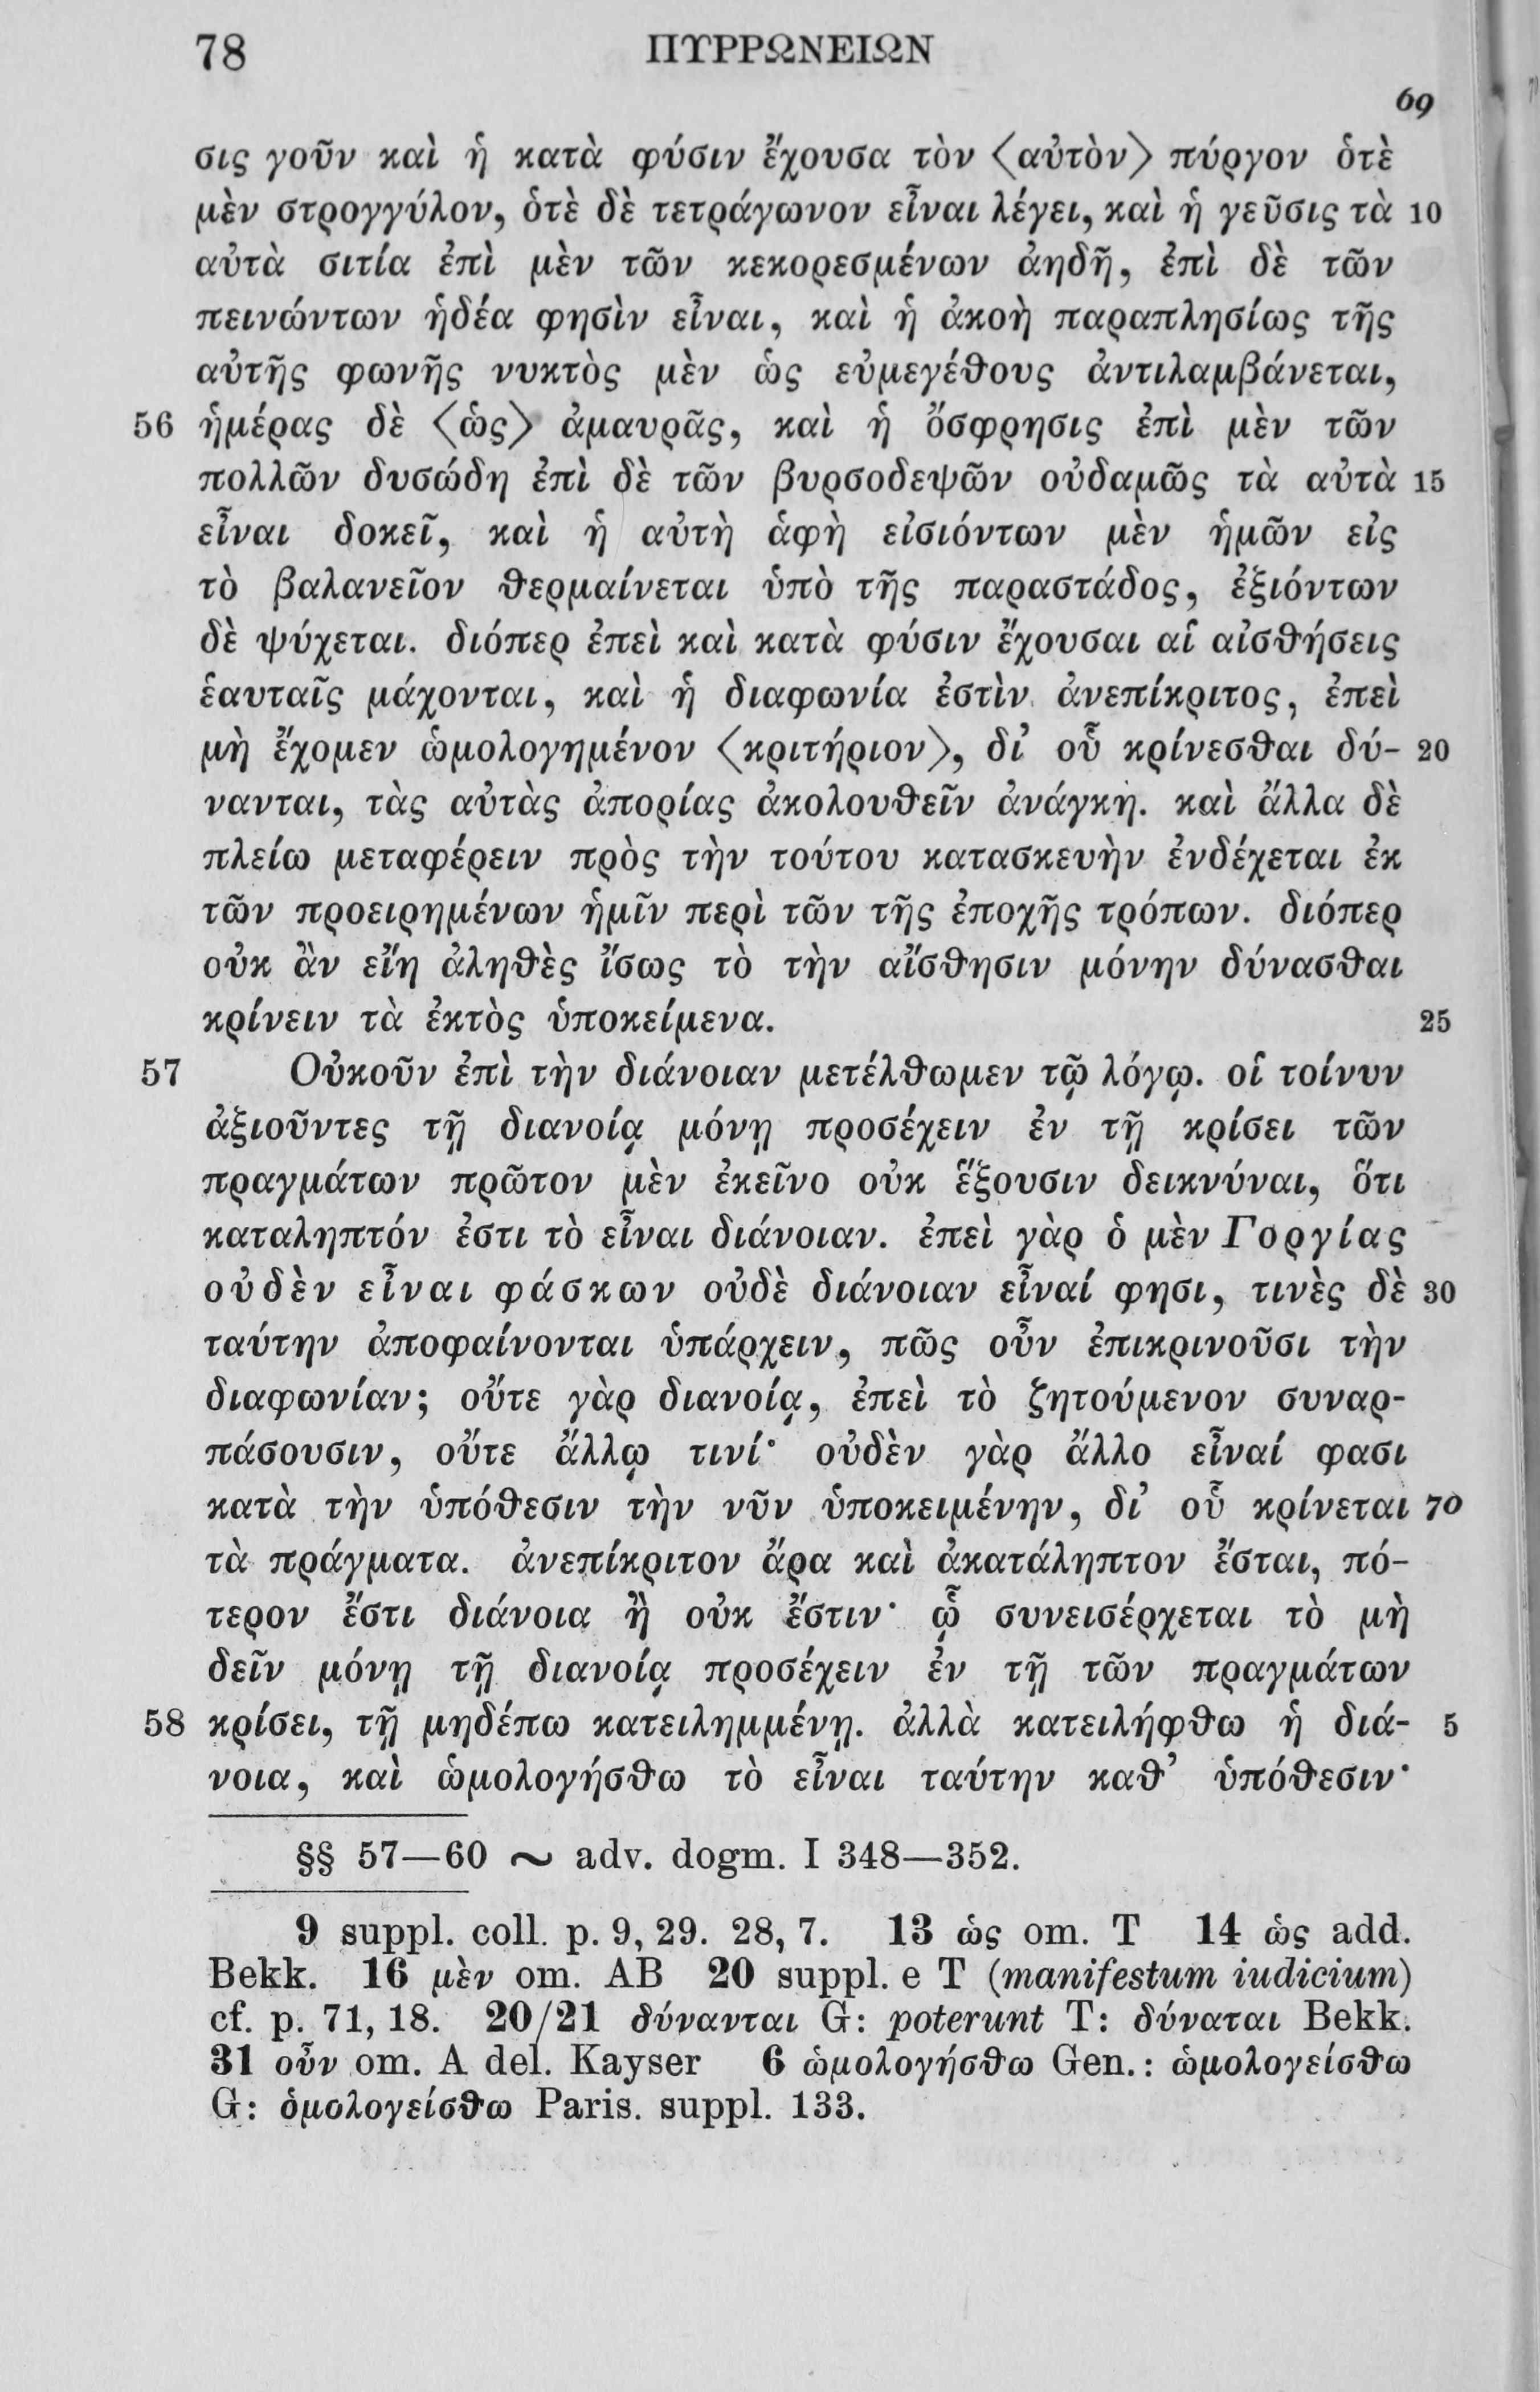 78 ΠΥΡΡΩΝΕΙΩΝ
69
σις γοῦν καὶ ἡ κατὰ φύσιν ἔχουσα τὸν ⟨αὐτὸν⟩ πύργον ὁτὲ
μὲν στρογγύλον, ὁτὲ δὲ τετράγωνον εἶναι λέγει, καὶ ἡ γεῦσις τὰ 10
αὐτὰ σιτία ἐπὶ μὲν τῶν κεκορεσμένων ἀηδῆ, ἐπὶ δὲ τῶν
πεινώντων ἡδέα φησὶν εἶναι, καὶ ἡ ἀκοὴ παραπλησίως τῆς
αὐτῆς φωνῆς νυκτὸς μὲν ὡς εὐμεγέθους ἀντιλαμβάνεται,
56 ἡμέρας δὲ ⟨ὡς⟩ ἀμαυρᾶς, καὶ ἡ ὄσφρησις ἐπὶ μὲν τῶν
πολλῶν δυσώδη ἐπὶ δὲ τῶν βυρσοδεψῶν οὐδαμῶς τὰ αὐτὰ 15
εἶναι δοκεῖ, καὶ ἡ αὐτὴ ἁφὴ εἰσιόντων μὲν ἡμῶν εἰς
τὸ βαλανεῖον θερμαίνεται ὑπὸ τῆς παραστάδος, ἐξιόντων
δὲ ψύχεται. διόπερ ἐπεὶ καὶ κατὰ φύσιν ἔχουσαι αἱ αἰσθήσεις
ἑαυταῖς μάχονται, καὶ ἡ διαφωνία ἐστὶν ἀνεπίκριτος, ἐπεὶ
μὴ ἔχομεν ὡμολογημένον ⟨κριτήριον⟩, δι’ οὗ κρίνεσθαι δύ- 20
νανται, τὰς αὐτὰς ἀπορίας ἀκολουθεῖν ἀνάγκη. καὶ ἄλλα δὲ
πλείω μεταφέρειν πρὸς τὴν τούτου κατασκευὴν ἐνδέχεται ἐκ
τῶν προειρημένων ἡμῖν περὶ τῶν τῆς ἐποχῆς τρόπων. διόπερ
οὐκ ἂν εἴη ἀληθὲς ἴσως τὸ τὴν αἴσθησιν μόνην δύνασθαι
κρίνειν τὰ ἐκτὸς ὑποκείμενα. 25
57 Οὐκοῦν ἐπὶ τὴν διάνοιαν μετέλθωμεν τῷ λόγῳ. οἱ τοίνυν
ἀξιοῦντες τῇ διανοίᾳ μόνῃ προσέχειν ἐν τῇ κρίσει τῶν
πραγμάτων πρῶτον μὲν ἐκεῖνο οὐκ ἕξουσιν δεικνύναι, ὅτι
καταληπτόν ἐστι τὸ εἶναι διάνοιαν. ἐπεὶ γὰρ ὁ μὲν Γοργίας
οὐδὲν εἶναι φάσκων οὐδὲ διάνοιαν εἶναί φησι, τινὲς δὲ 30
ταύτην ἀποφαίνονται ὑπάρχειν, πῶς οὖν ἐπικρινοῦσι τὴν
διαφωνίαν; οὔτε γὰρ διανοίᾳ, ἐπεὶ τὸ ζητούμενον συναρ-
πάσουσιν, οὔτε ἄλλῳ τινί· οὐδὲν γὰρ ἄλλο εἶναί φασι
κατὰ τὴν ὑπόθεσιν τὴν νῦν ὑποκειμένην, δι’ οὗ κρίνεται 70
τὰ πράγματα. ἀνεπίκριτον ἄρα καὶ ἀκατάληπτον ἔσται, πό-
τερον ἔστι διάνοια ἢ οὐκ ἔστιν· ᾧ συνεισέρχεται τὸ μὴ
δεῖν μόνῃ τῇ διανοίᾳ προσέχειν ἐν τῇ τῶν πραγμάτων
58 κρίσει, τῇ μηδέπω κατειλημμένῃ. ἀλλὰ κατειλήφθω ἡ διά- 5
νοια, καὶ ὡμολογήσθω τὸ εἶναι ταύτην καθ’ ὑπόθεσιν·
§§ 57—60 ~ adv. dogm. I 348—352.
9 suppl. coll. p. 9, 29. 28, 7. 13 ὡς om. T 14 ὡς add.
Bekk. 16 μὲν om. AB 20 suppl. e T (manifestum iudicium)
cf. p. 71, 18. 20/21 δύνανται G: poterunt T: δύναται Bekk.
31 οὖν om. A del. Kayser 6 ὡμολογήσθω Gen.: ὡμολογείσθω
G: ὁμολογείσθω Paris. suppl. 133.